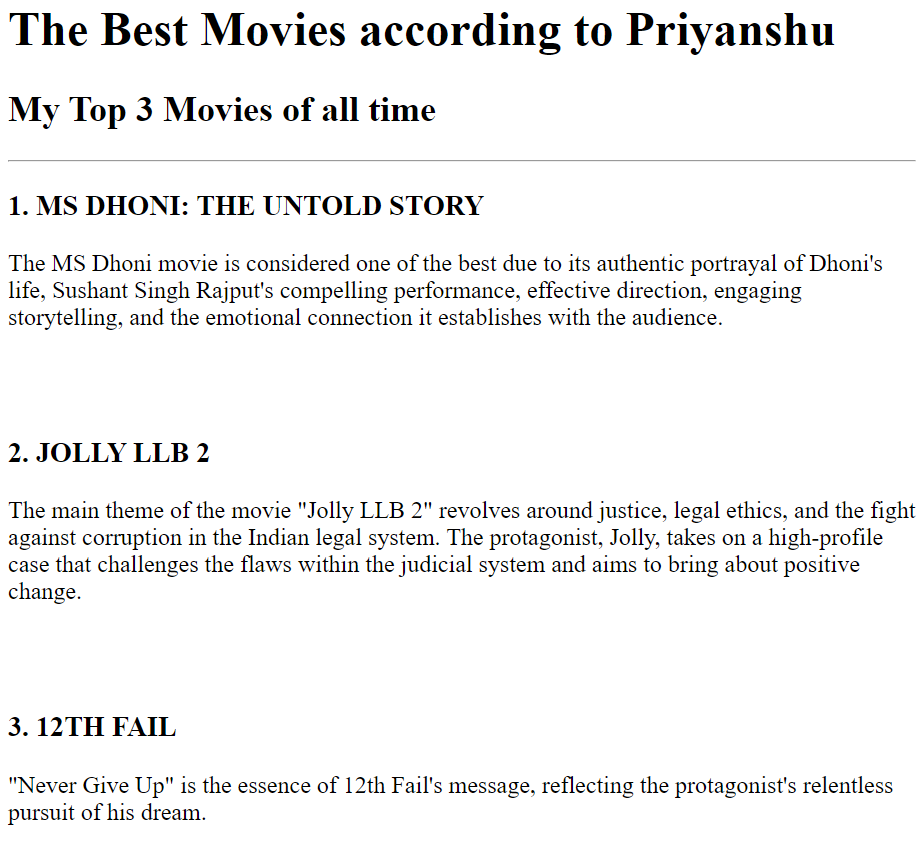 The Best Movies according to Priyanshu
My Top 3 Movies of all time
1. MS DHONI: THE UNTOLD STORY
The MS Dhoni movie is considered one of the best due to its authentic portrayal of Dhoni's
life, Sushant Singh Rajput's compelling performance, effective direction, engaging
storytelling, and the emotional connection it establishes with the audience.
2. JOLLY LLB 2
The main theme of the movie "Jolly LLB 2" revolves around justice, legal ethics, and the fight
against corruption in the Indian legal system. The protagonist, Jolly, takes on a high-profile
case that challenges the flaws within the judicial system and aims to bring about positive
change.
3. 12TH FAIL
"Never Give Up" is the essence of 12th Fail's message, reflecting the protagonist's relentless
pursuit of his dream.